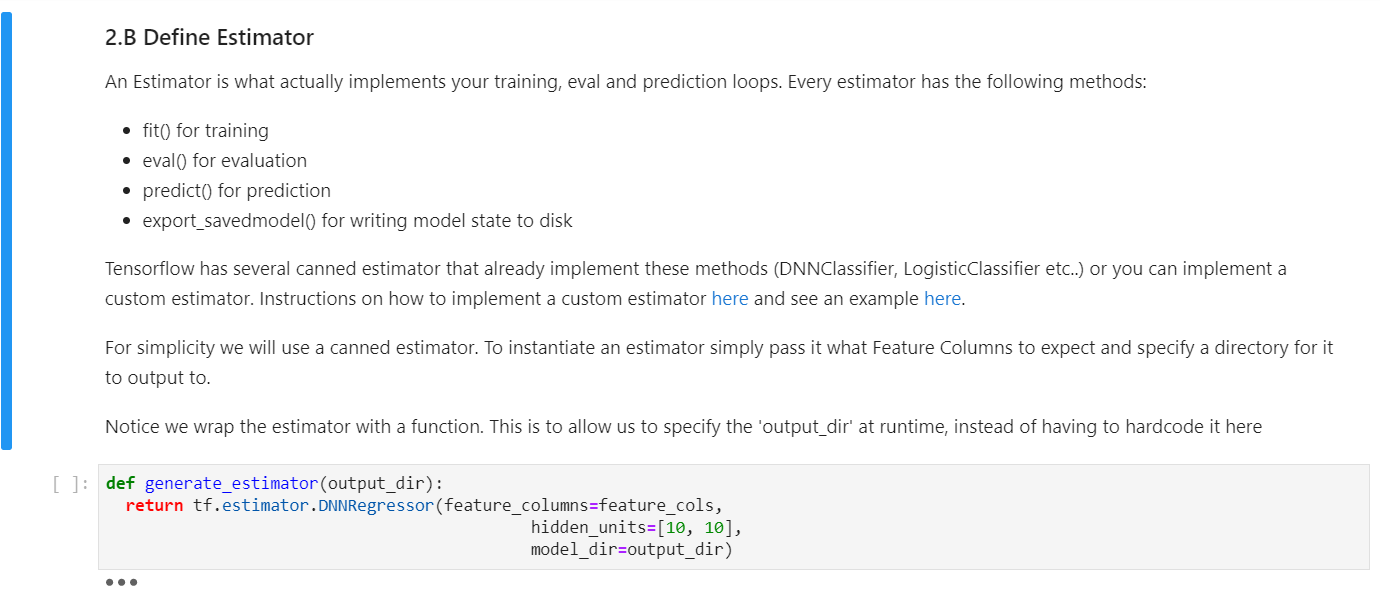 2.B Define Estimator
An Estimator is what actually implements your training, eval and prediction loops. Every estimator has the following methods:
• fit() for training
• eval() for evaluation
• predict() for prediction
• export_savedmodel() for writing model state to disk
Tensorflow has several canned estimator that already implement these methods (DNNClassifier, LogisticClassifier etc..) or you can implement a
custom estimator. Instructions on how to implement a custom estimator here and see an example here.
For simplicity we will use a canned estimator. To instantiate an estimator simply pass it what Feature Columns to expect and specify a directory for it
to output to.
Notice we wrap the estimator with a function. This is to allow us to specify the 'output_dir' at runtime, instead of having to hardcode it here
[ ]: def generate_estimator(output_dir):
  return tf.estimator.DNNRegressor(feature_columns=feature_cols,
                                   hidden_units=[10, 10],
                                   model_dir=output_dir)
•••